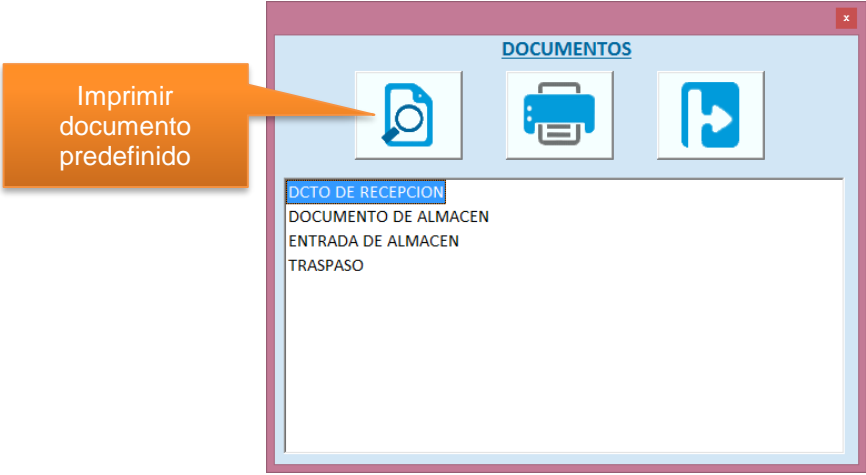 x
DOCUMENTOS
Imprimir
documento
predefinido
DCTO DE RECEPCION
DOCUMENTO DE ALMACEN
ENTRADA DE ALMACEN
TRASPASO